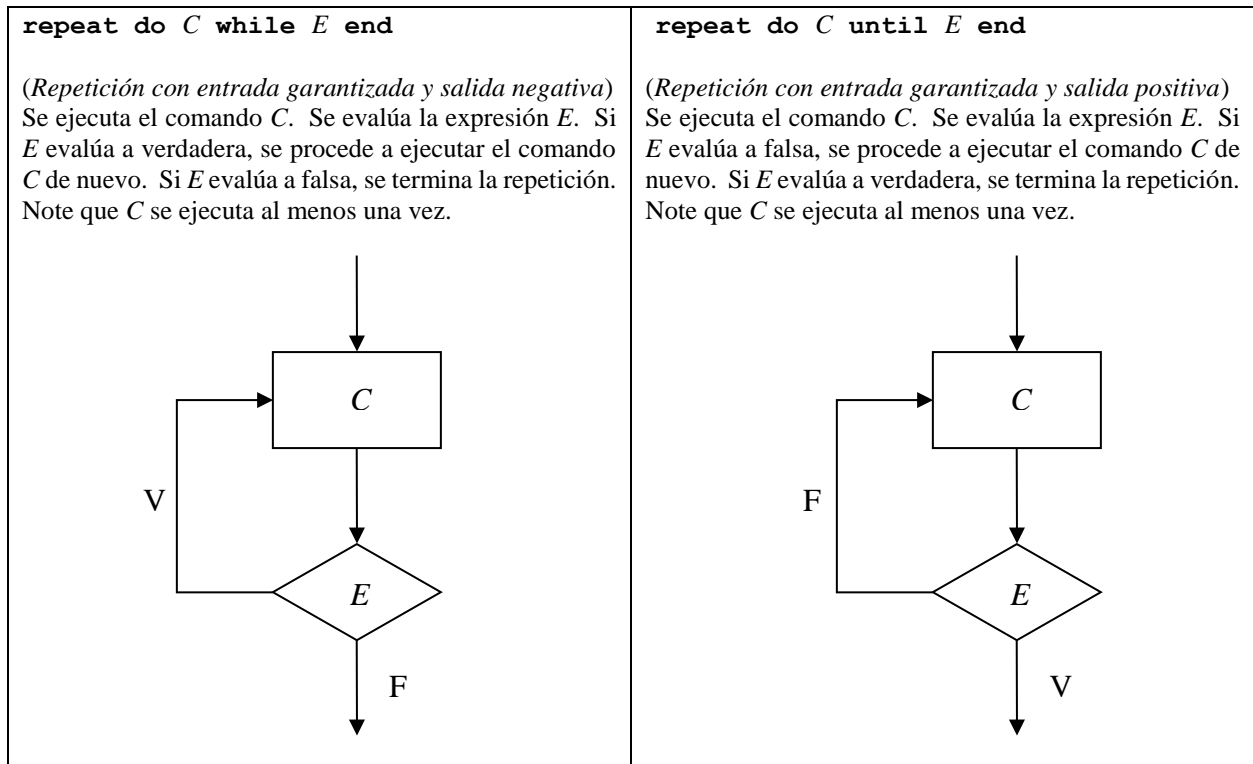 repeat do C while E end
(Repetición con entrada garantizada y salida negativa)
Se ejecuta el comando C. Se evalúa la expresión E. Si
E evalúa a verdadera, se procede a ejecutar el comando
C de nuevo. Si E evalúa a falsa, se termina la repetición.
Note que C se ejecuta al menos una vez.
C
V
E
F
repeat do C until E end
(Repetición con entrada garantizada y salida positiva)
Se ejecuta el comando C. Se evalúa la expresión E. Si
E evalúa a falsa, se procede a ejecutar el comando C de
nuevo. Si E evalúa a verdadera, se termina la repetición.
Note que C se ejecuta al menos una vez.
C
F
E
V